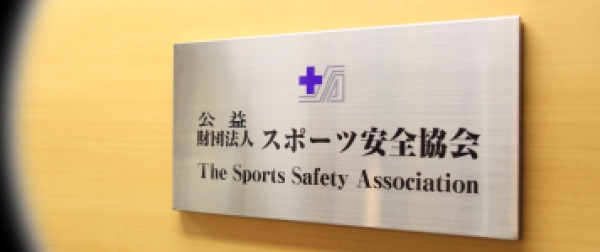 公益
財団法人 スポーツ安全協会
The Sports Safety Association